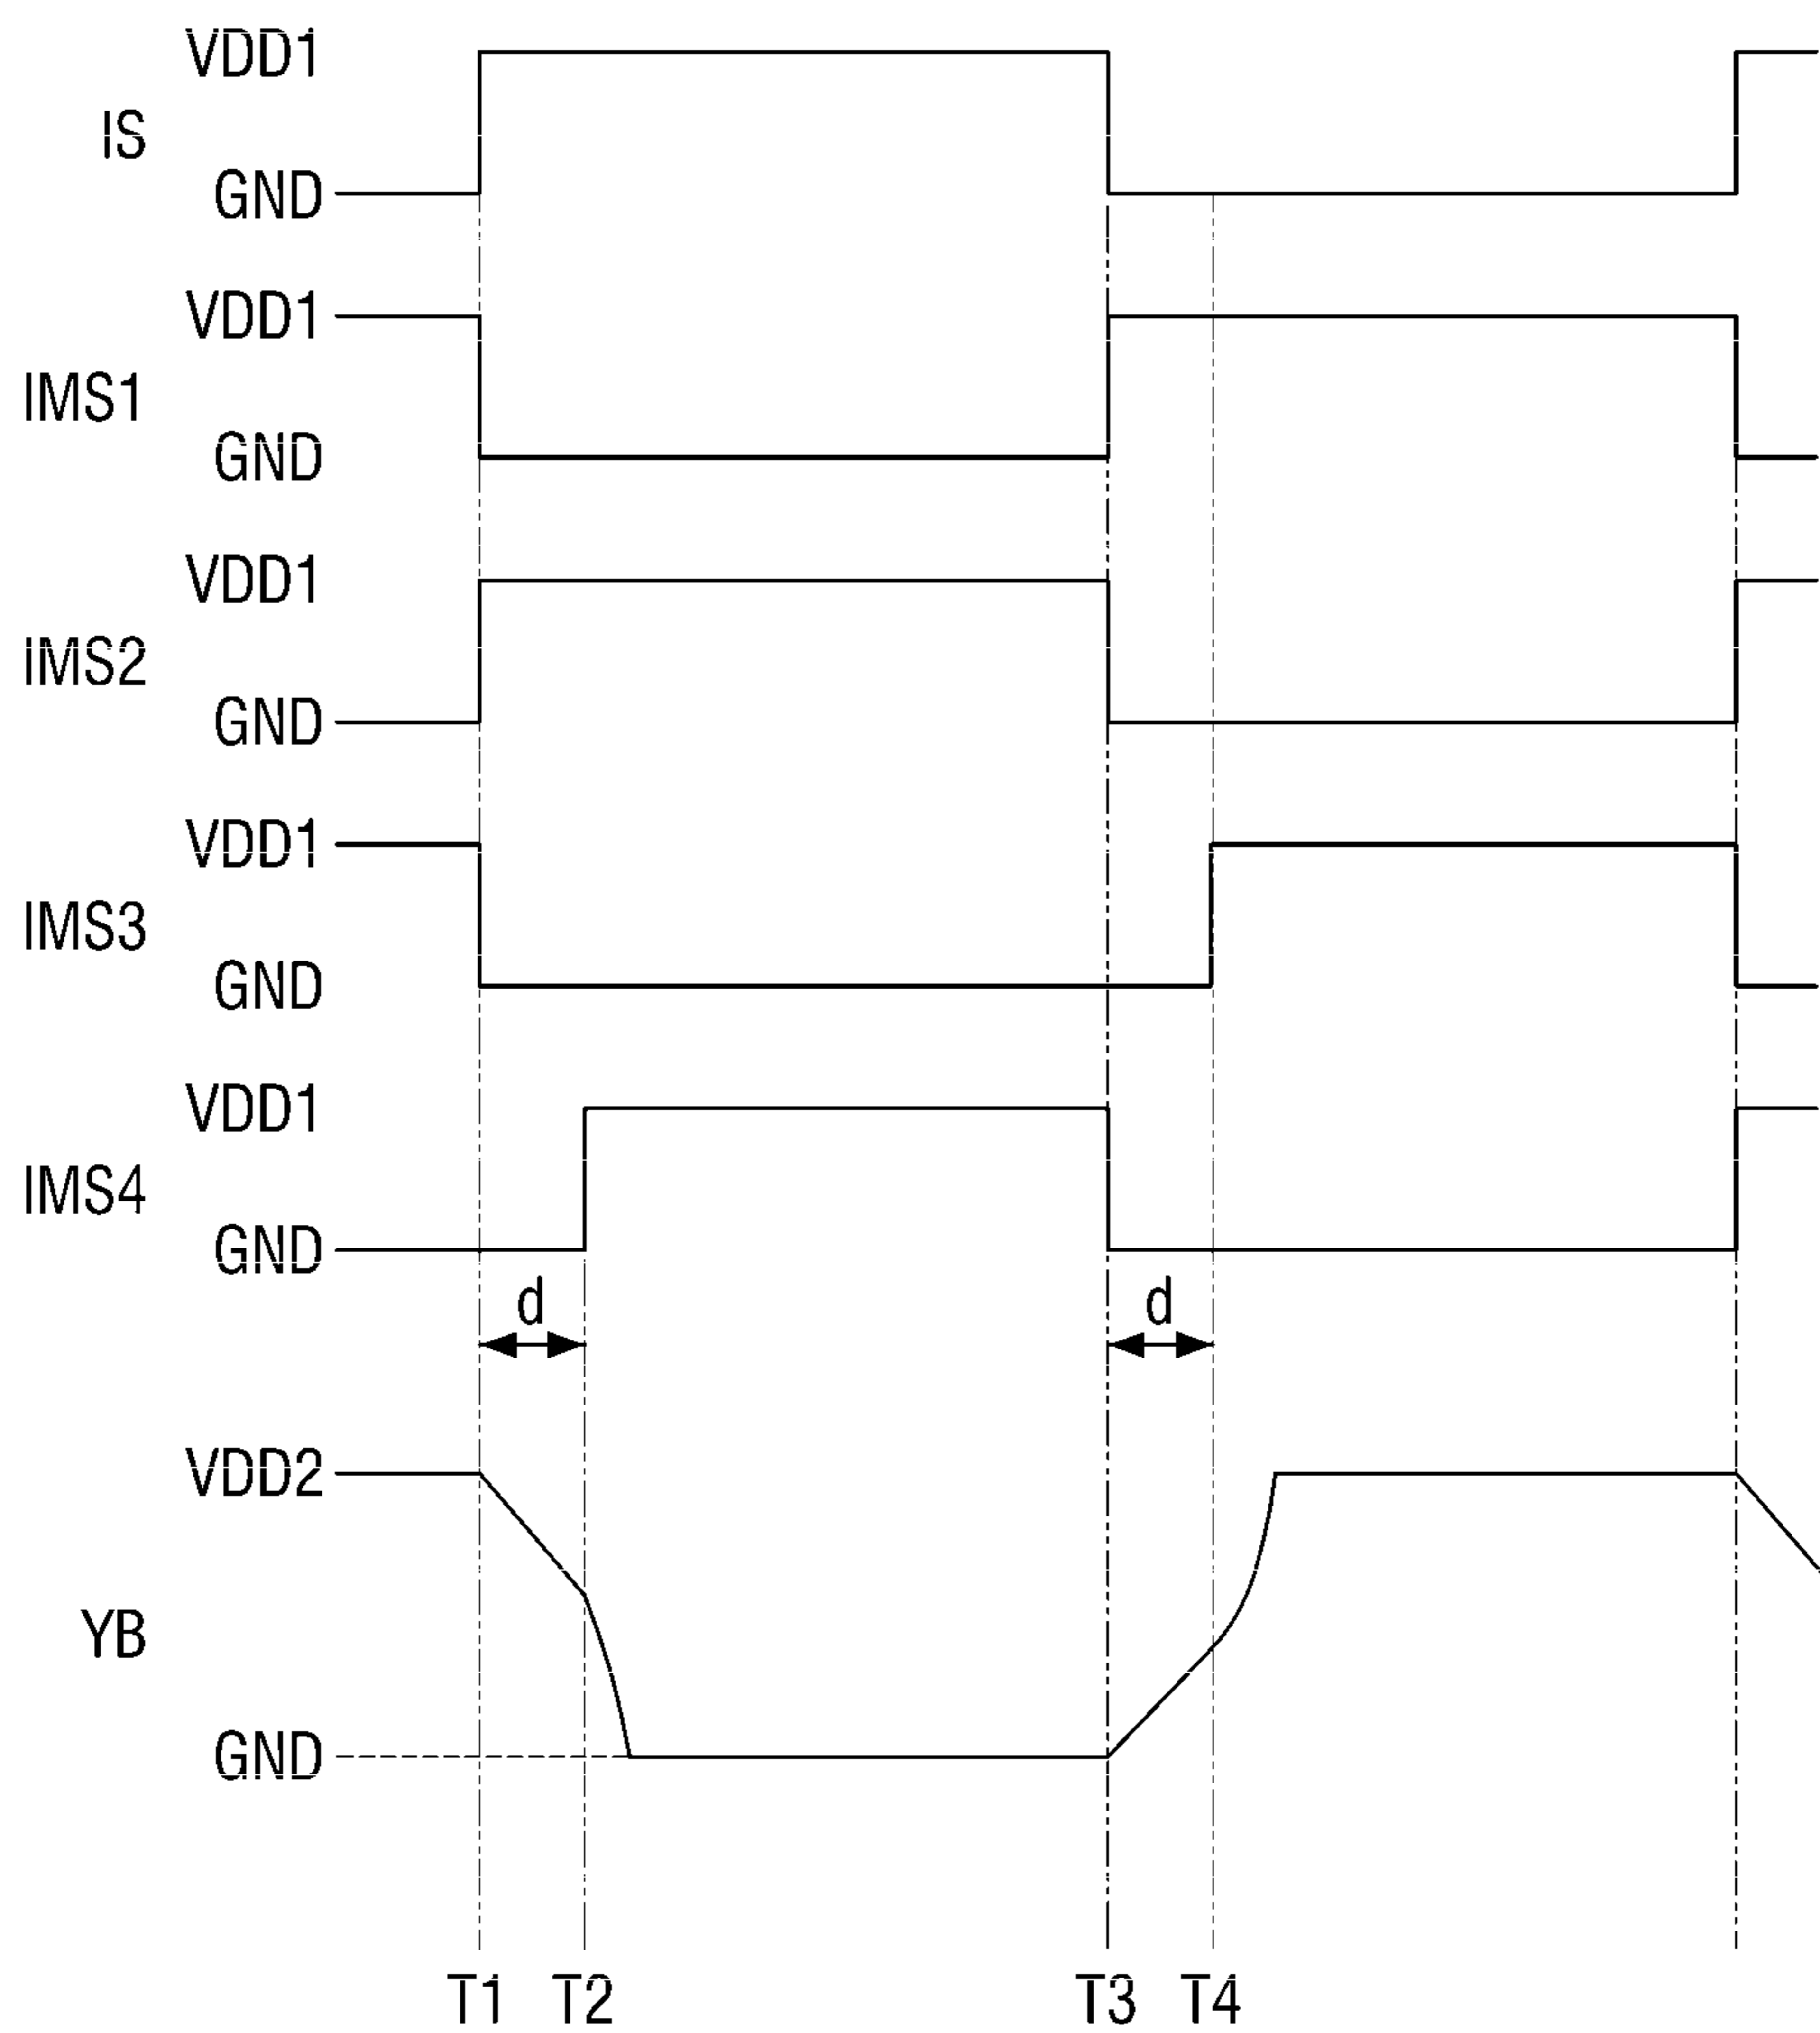 VDD1
IS
GND
VDD1
IMS1
GND
VDD1
IMS2
GND
VDD1
IMS3
GND
VDD1
IMS4
GND
d d
VDD2
YB
GND
T1 T2 T3 T4